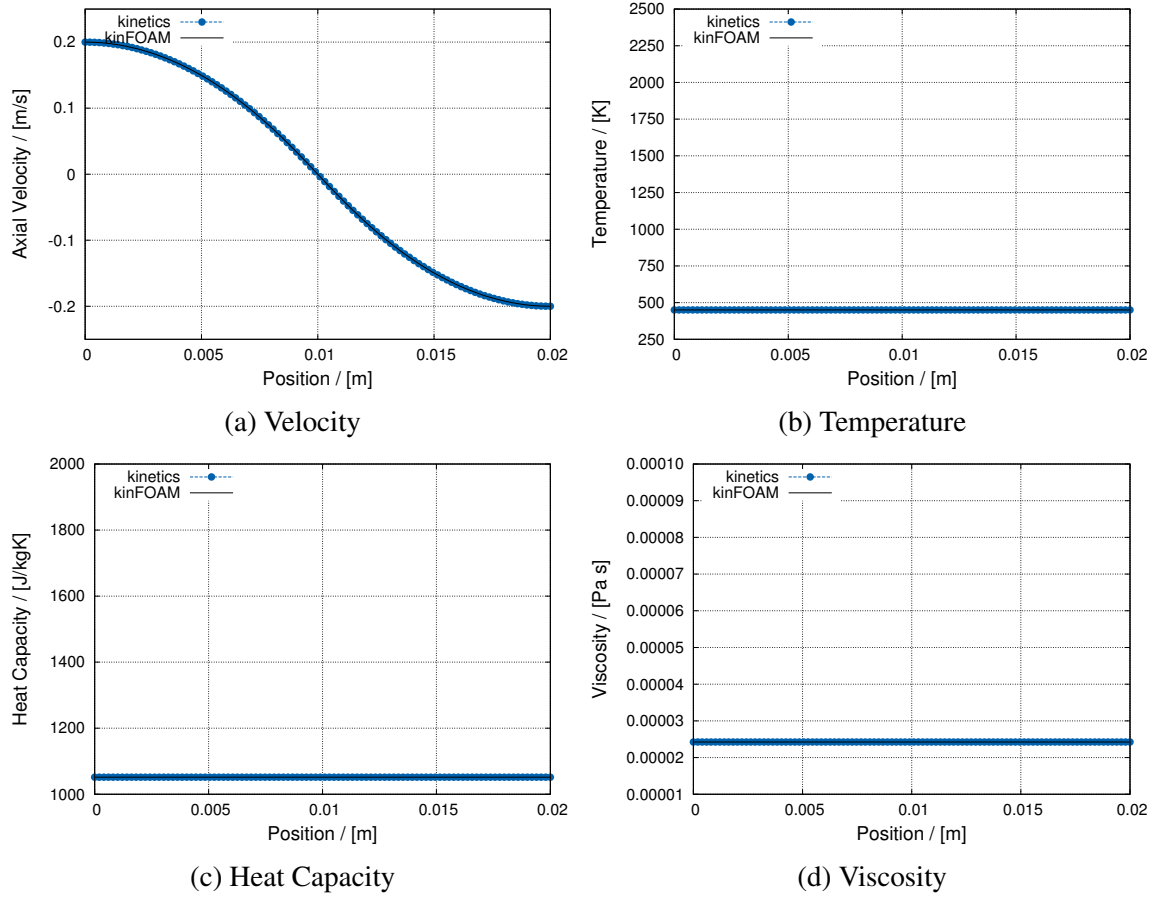 kinetics
kinFOAM
0.2
0.1
0
-0.1
-0.2
Axial Velocity / [m/s]
0 0.005 0.01 0.015 0.02
Position / [m]
(a) Velocity
kinetics
kinFOAM
2500
2250
2000
1750
1500
1250
1000
750
500
250
Temperature / [K]
0 0.005 0.01 0.015 0.02
Position / [m]
(b) Temperature
kinetics
kinFOAM
2000
1800
1600
1400
1200
1000
Heat Capacity / [J/kgK]
0 0.005 0.01 0.015 0.02
Position / [m]
(c) Heat Capacity
kinetics
kinFOAM
0.00010
0.00009
0.00008
0.00007
0.00006
0.00005
0.00004
0.00003
0.00002
0.00001
Viscosity / [Pa s]
0 0.005 0.01 0.015 0.02
Position / [m]
(d) Viscosity